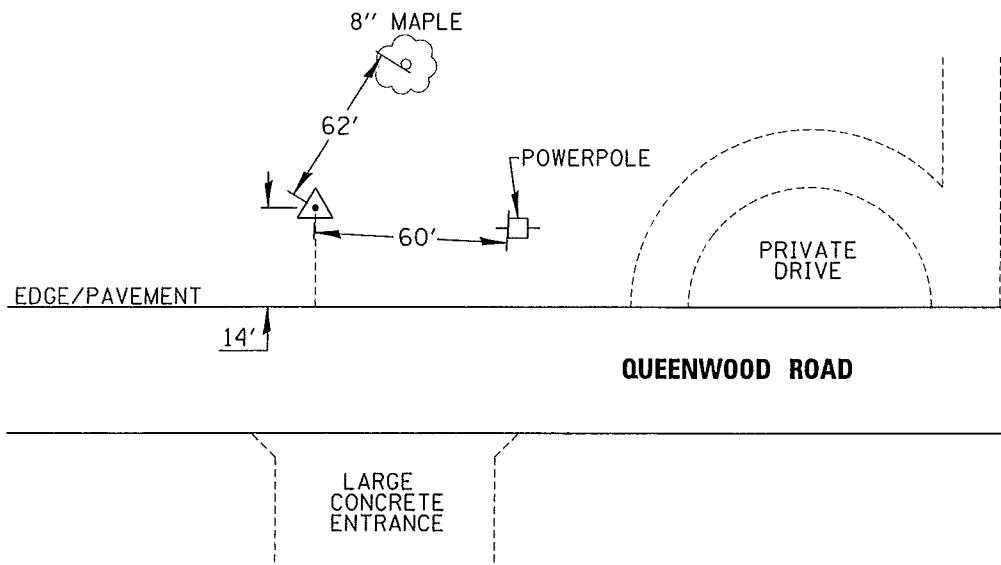 8" MAPLE
62'
POWERPOLE
60'
PRIVATE
DRIVE
EDGE/PAVEMENT
14'
QUEENWOOD ROAD
LARGE
CONCRETE
ENTRANCE